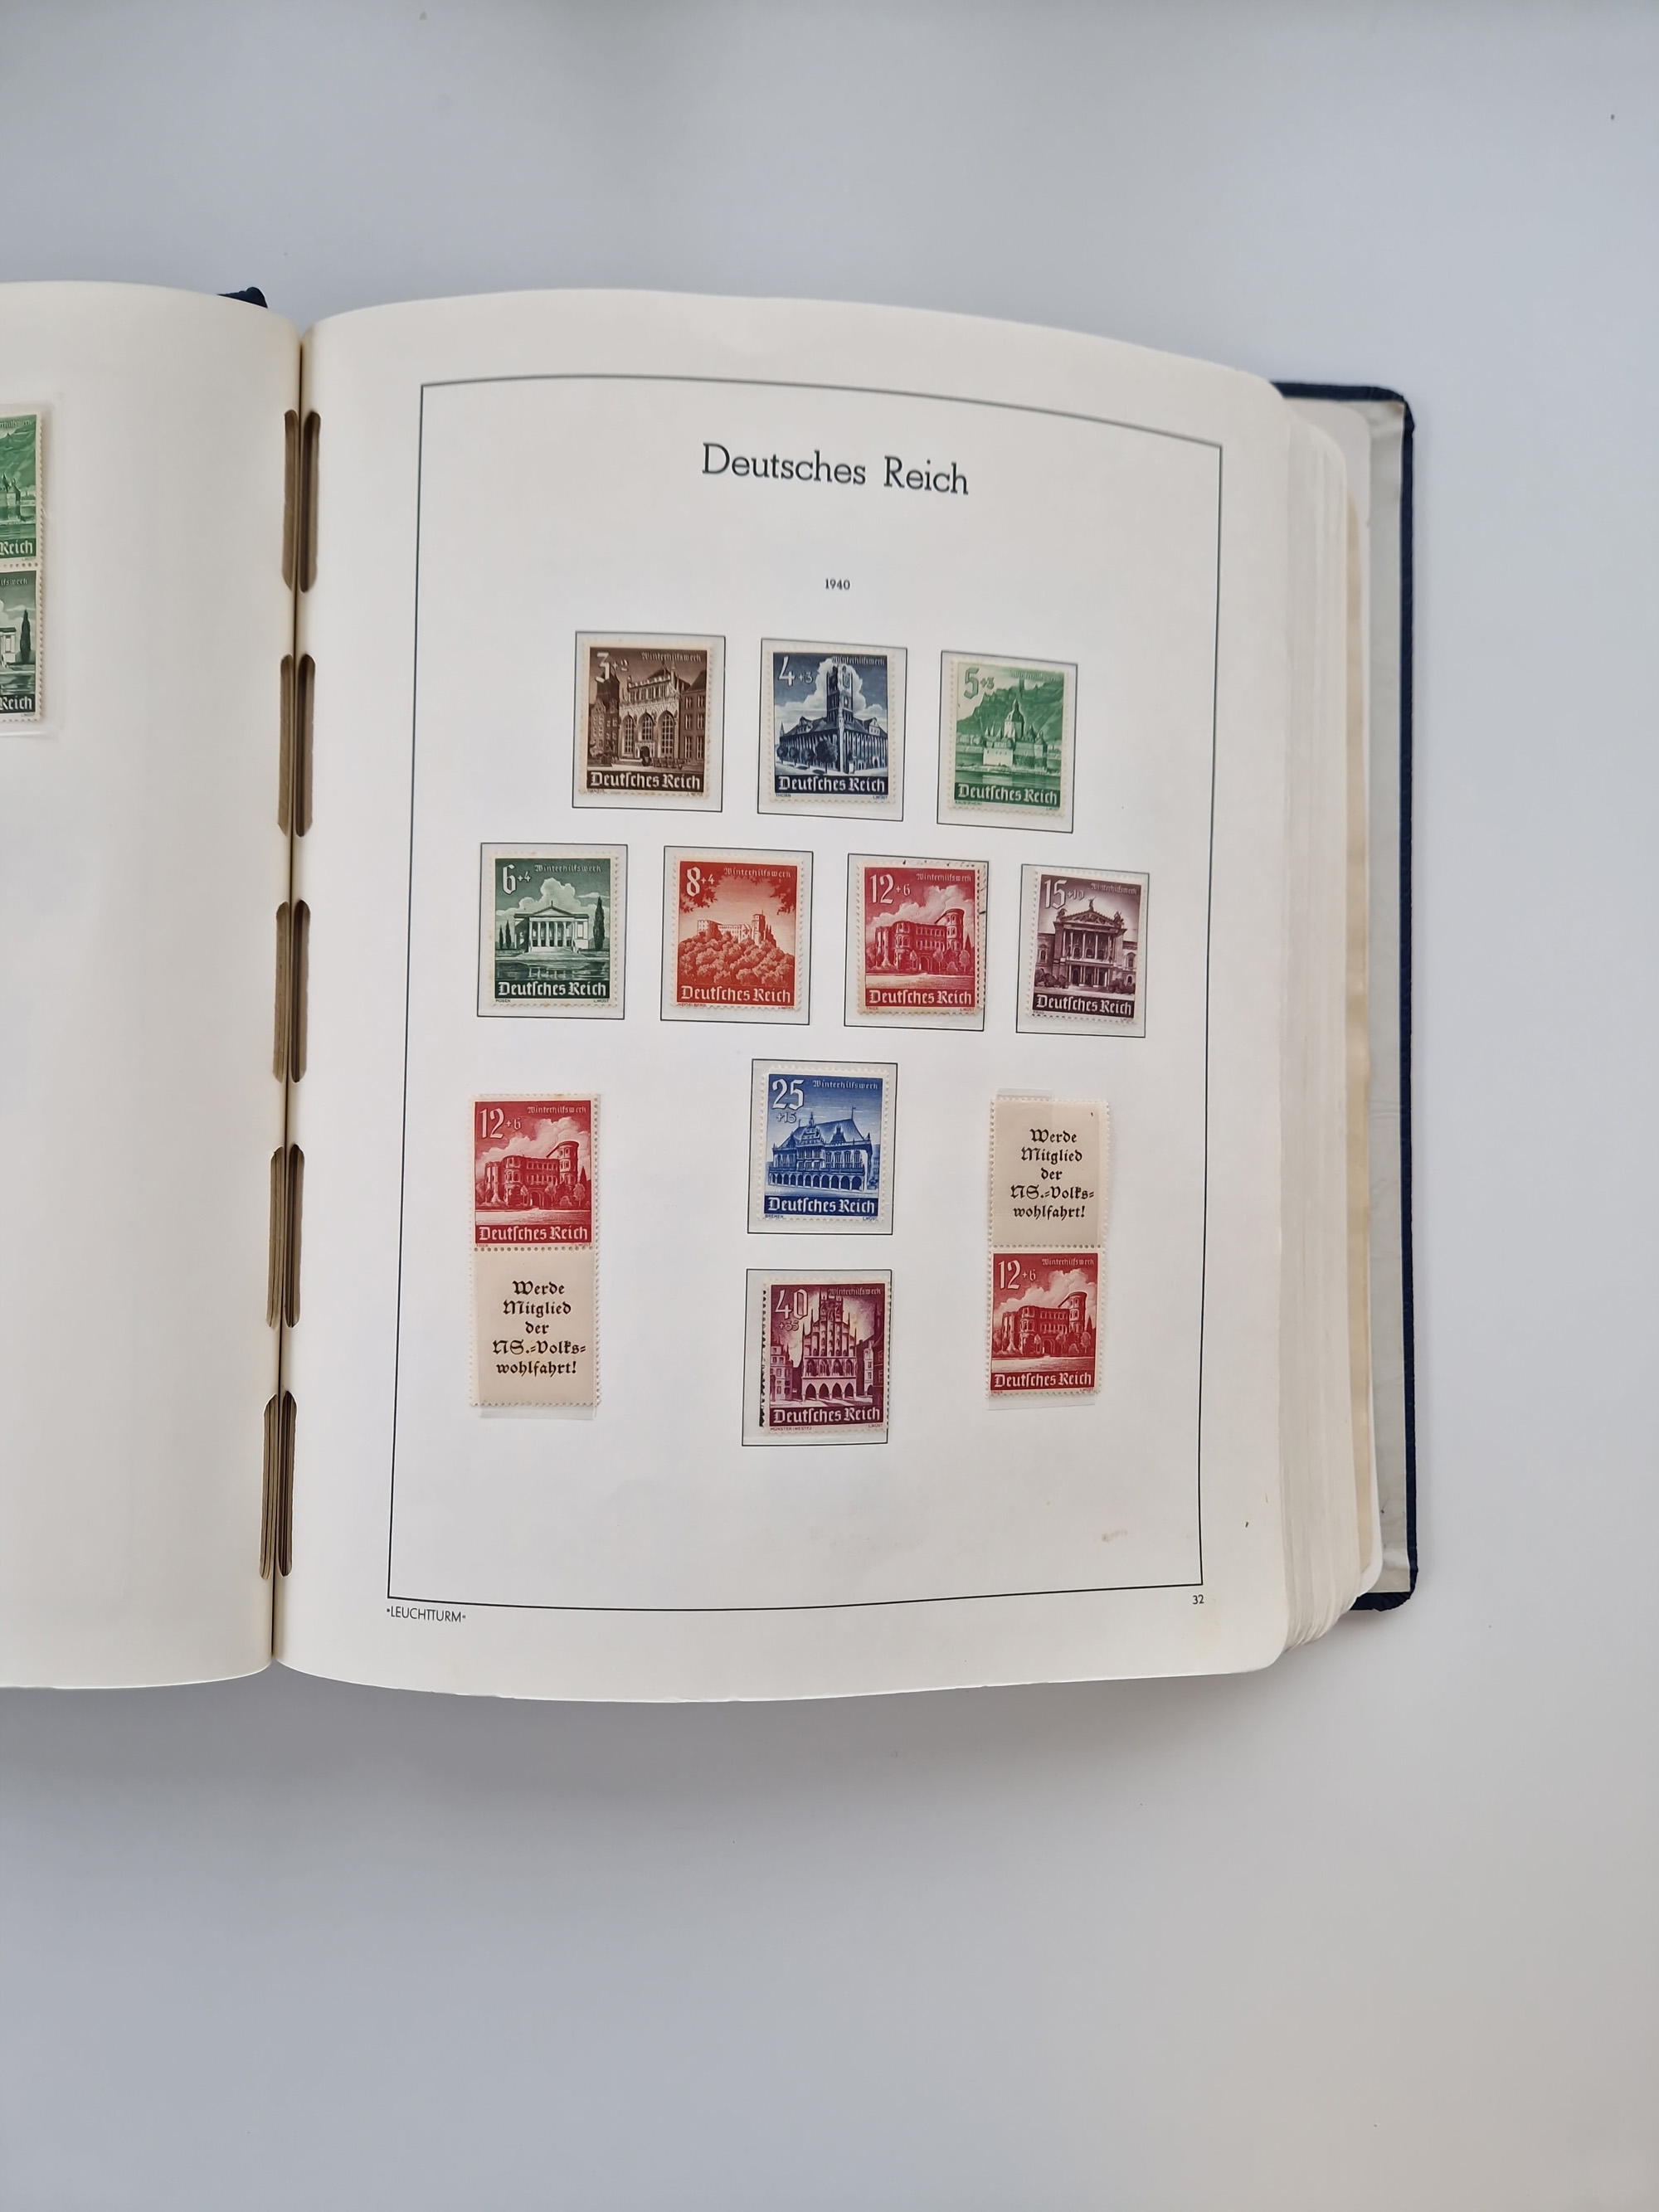 Reich
Reich
Deutsches Reich
1940
3+2 Winterhilfswerk
Deutsches Reich
4+3 Winterhilfswerk
Deutsches Reich
5+3
Deutsches Reich
6+4 Winterhilfswerk
Deutsches Reich
8+4 Winterhilfswerk
Deutsches Reich
12+6 Winterhilfswerk
Deutsches Reich
15+10 Winterhilfswerk
Deutsches Reich
12+6 Winterhilfswerk
Deutsches Reich
Werde
Mitglied
der
NS.=Volks=
wohlfahrt!
25 Winterhilfswerk
+15
Deutsches Reich
40 Winterhilfswerk
+35
Deutsches Reich
Werde
Mitglied
der
NS.=Volks=
wohlfahrt!
12+6 Winterhilfswerk
Deutsches Reich
"LEUCHTTURM"
32